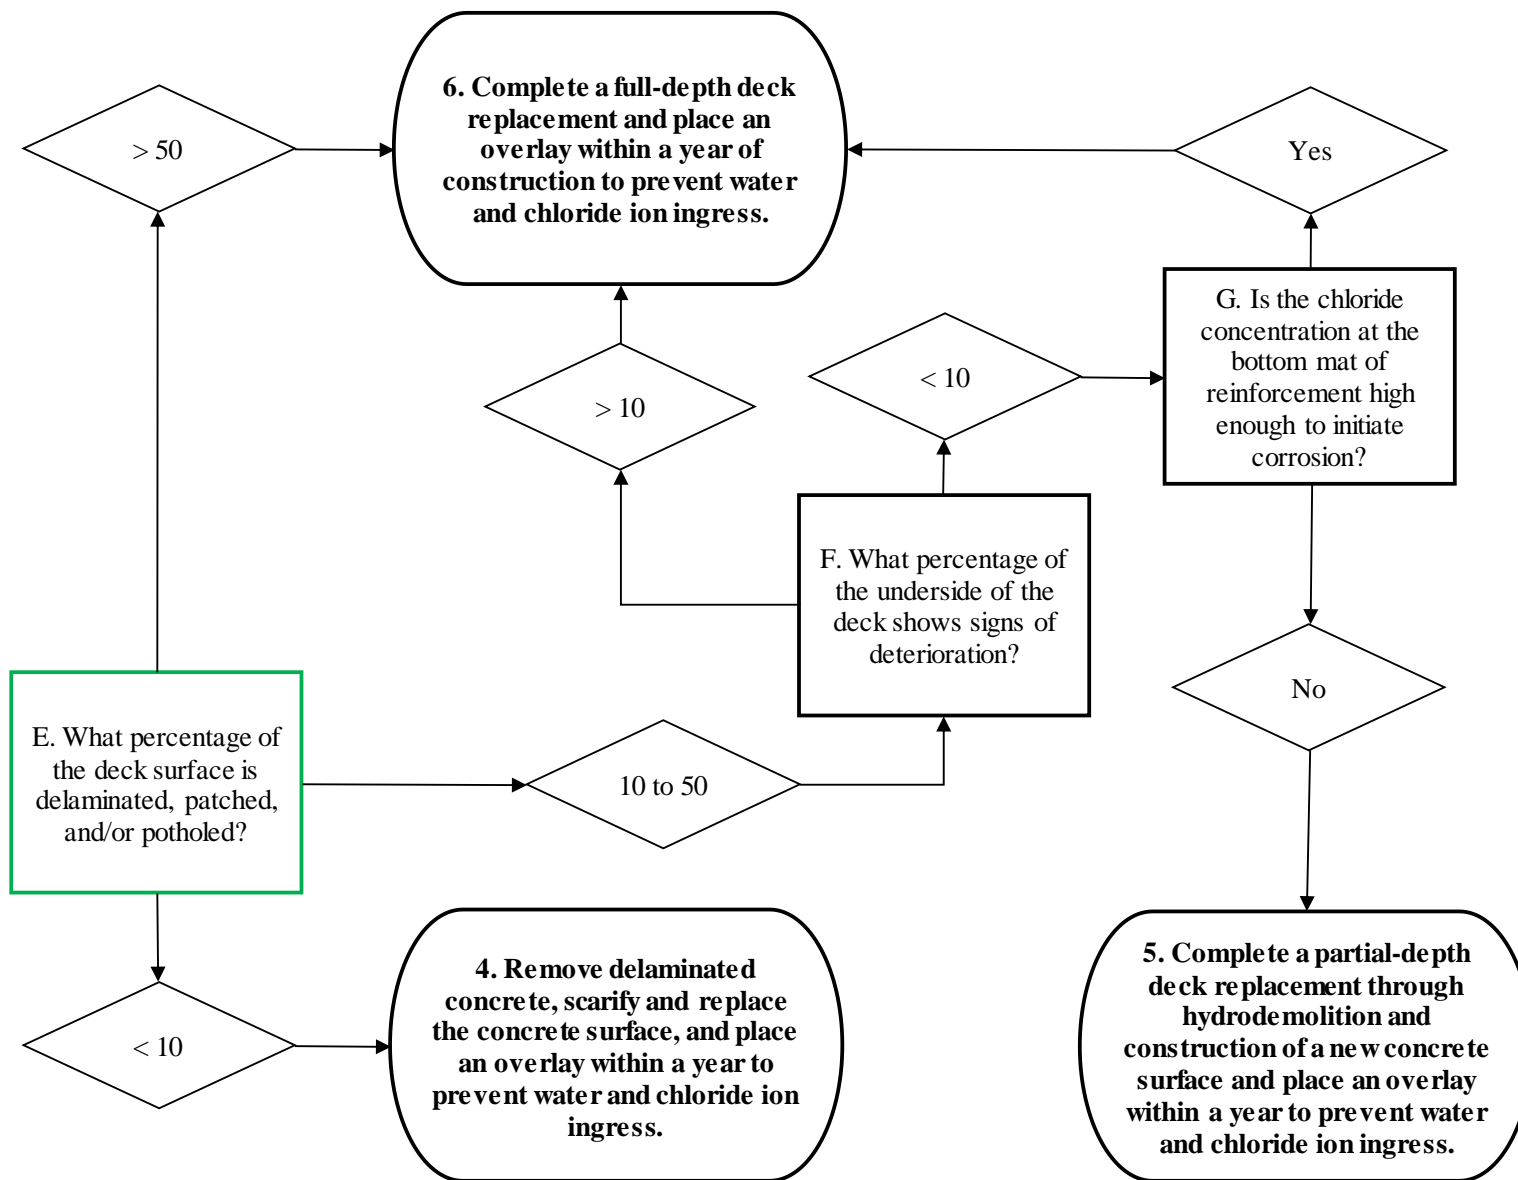 6. Complete a full-depth deck
replacement and place an
overlay within a year of
construction to prevent water
and chloride ion ingress.
> 50
Yes
G. Is the chloride
concentration at the
bottom mat of
reinforcement high
enough to initiate
corrosion?
< 10
> 10
F. What percentage of
the underside of the
deck shows signs of
deterioration?
No
E. What percentage of
the deck surface is
delaminated, patched,
and/or potholed?
10 to 50
4. Remove delaminated
concrete, scarify and replace
the concrete surface, and place
an overlay within a year to
prevent water and chloride ion
ingress.
5. Complete a partial-depth
deck replacement through
hydrodemolition and
construction of a new concrete
surface and place an overlay
within a year to prevent water
and chloride ion ingress.
< 10